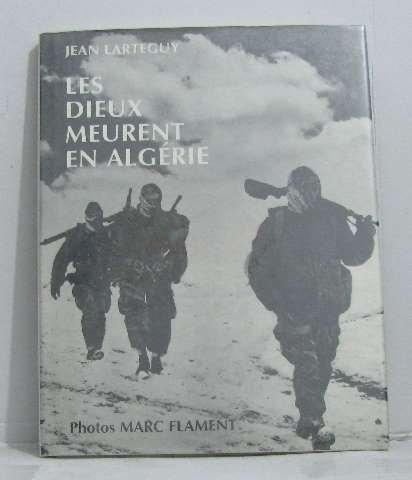 JEAN LARTEGUY
LES
DIEUX
MEURENT
EN ALGÉRIE
Photos MARC FLAMENT